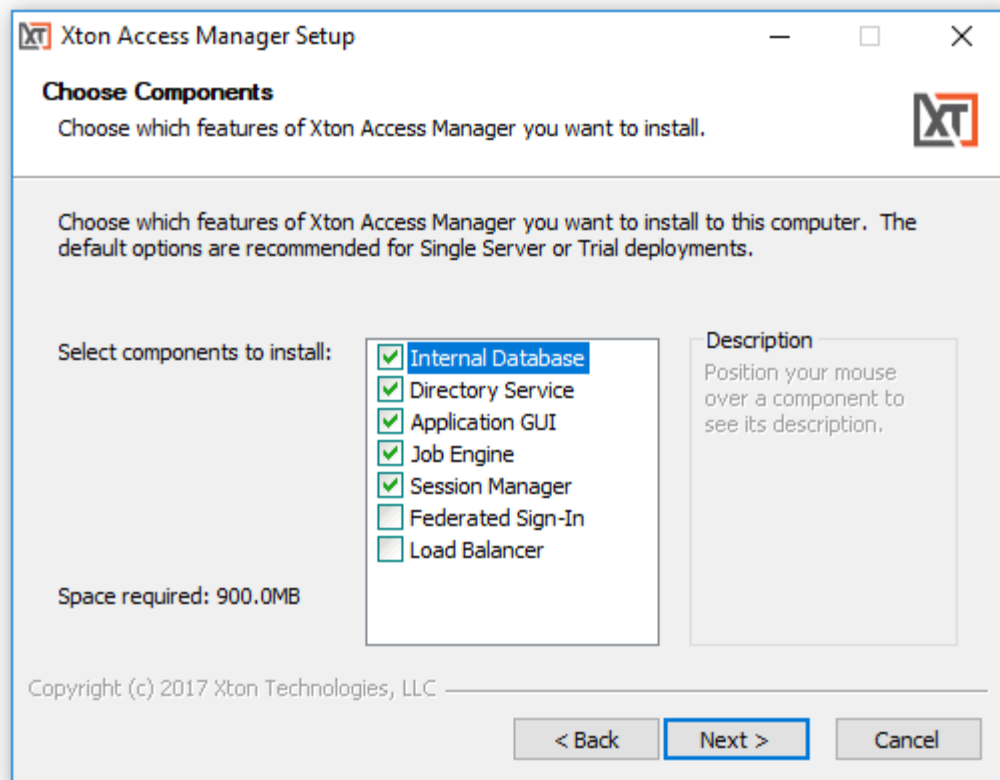 XT Xton Access Manager Setup
Choose Components
Choose which features of Xton Access Manager you want to install.
XT
Choose which features of Xton Access Manager you want to install to this computer. The
default options are recommended for Single Server or Trial deployments.
Select components to install:
Internal Database
Directory Service
Application GUI
Job Engine
Session Manager
Federated Sign-In
Load Balancer
Description
Position your mouse
over a component to
see its description.
Space required: 900.0MB
Copyright (c) 2017 Xton Technologies, LLC
< Back
Next >
Cancel